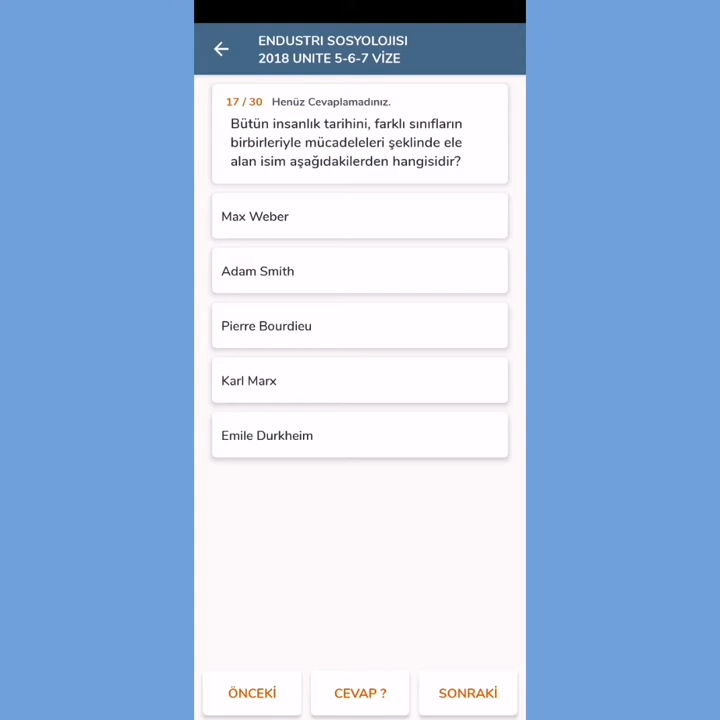 ENDUSTRI SOSYOLOJISI
2018 UNITE 5-6-7 VİZE
17 / 30 Henüz Cevaplamadınız.
Bütün insanlık tarihini, farklı sınıfların
birbirleriyle mücadeleleri şeklinde ele
alan isim aşağıdakilerden hangisidir?
Max Weber
Adam Smith
Pierre Bourdieu
Karl Marx
Emile Durkheim
ÖNCEKİ CEVAP ? SONRAKİ